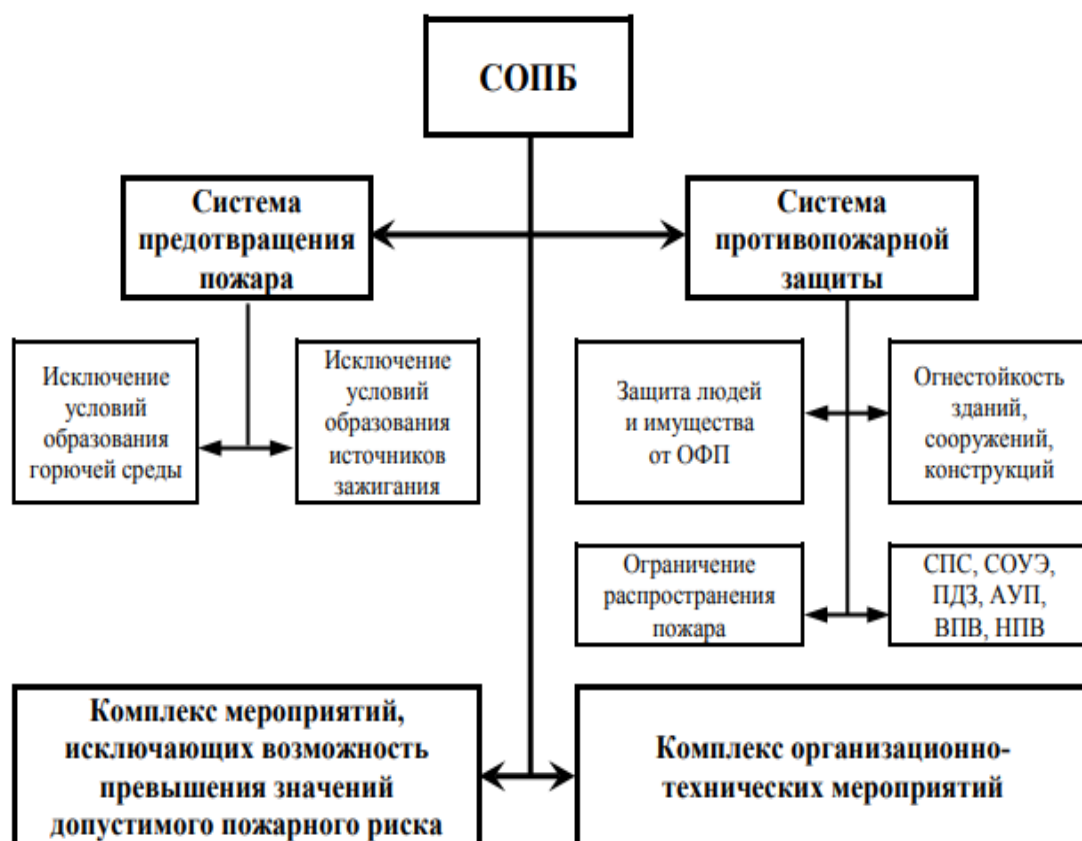 СОПБ
Система
предотвращения
пожара
Система
противопожарной
защиты
Исключение
условий
образования
горючей среды
Исключение
условий
образования
источников
зажигания
Защита людей
и имущества
от ОФП
Огнестойкость
зданий,
сооружений,
конструкций
Ограничение
распространения
пожара
СПС, СОУЭ,
ПДЗ, АУП,
ВПВ, НПВ
Комплекс мероприятий,
исключающих возможность
превышения значений
допустимого пожарного риска
Комплекс организационно-
технических мероприятий